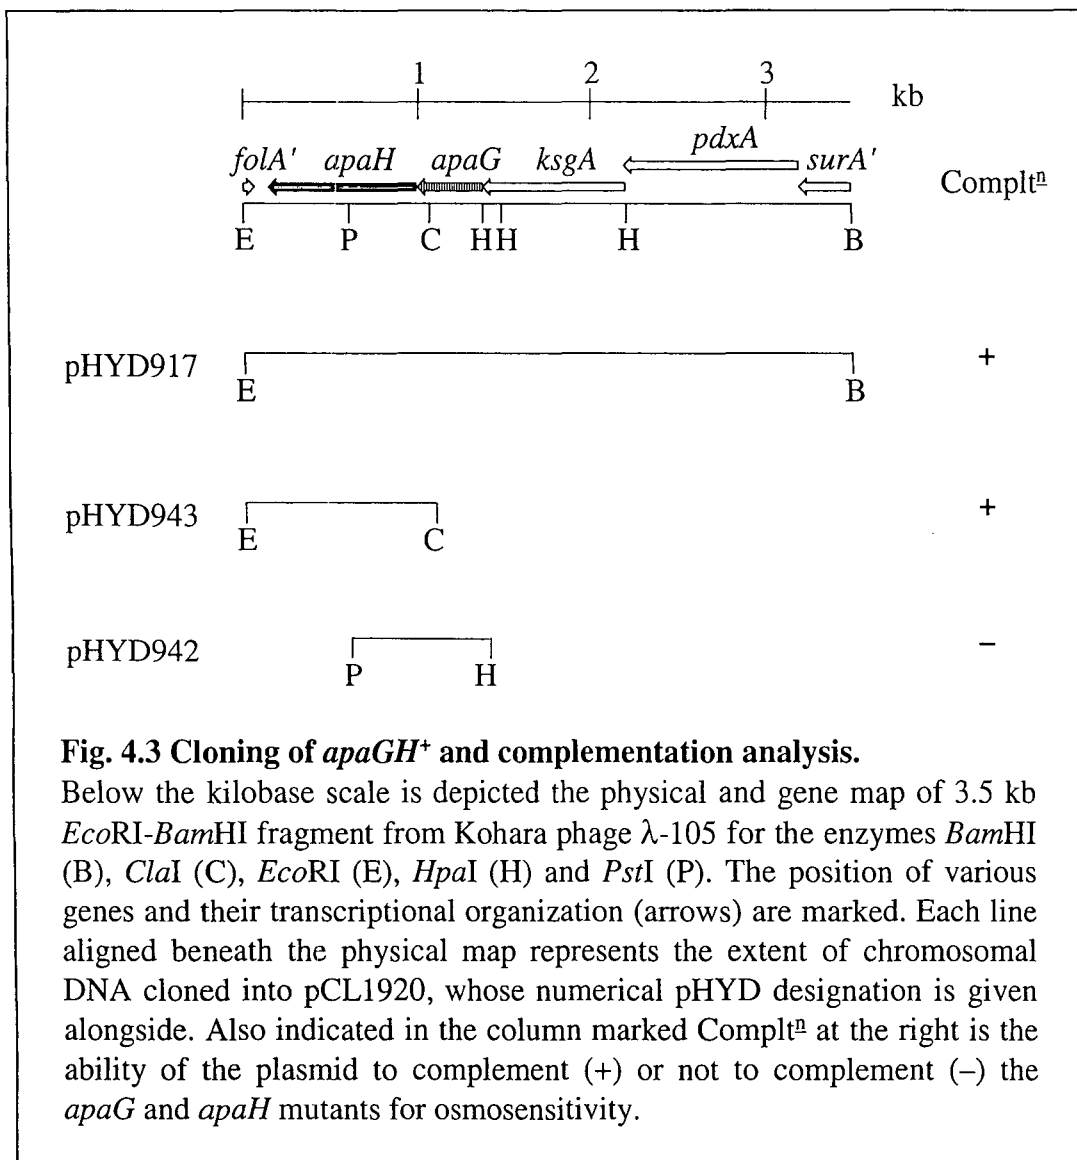 1 2 3 kb
pdxA
folA' apaH apaG ksgA surA'
Compltn
E P C H H H B
pHYD917 E B +
pHYD943 E C +
pHYD942 P H –
Fig. 4.3 Cloning of apaGH+ and complementation analysis.
Below the kilobase scale is depicted the physical and gene map of 3.5 kb
EcoRI-BamHI fragment from Kohara phage λ-105 for the enzymes BamHI
(B), ClaI (C), EcoRI (E), HpaI (H) and PstI (P). The position of various
genes and their transcriptional organization (arrows) are marked. Each line
aligned beneath the physical map represents the extent of chromosomal
DNA cloned into pCL1920, whose numerical pHYD designation is given
alongside. Also indicated in the column marked Compltn at the right is the
ability of the plasmid to complement (+) or not to complement (–) the
apaG and apaH mutants for osmosensitivity.